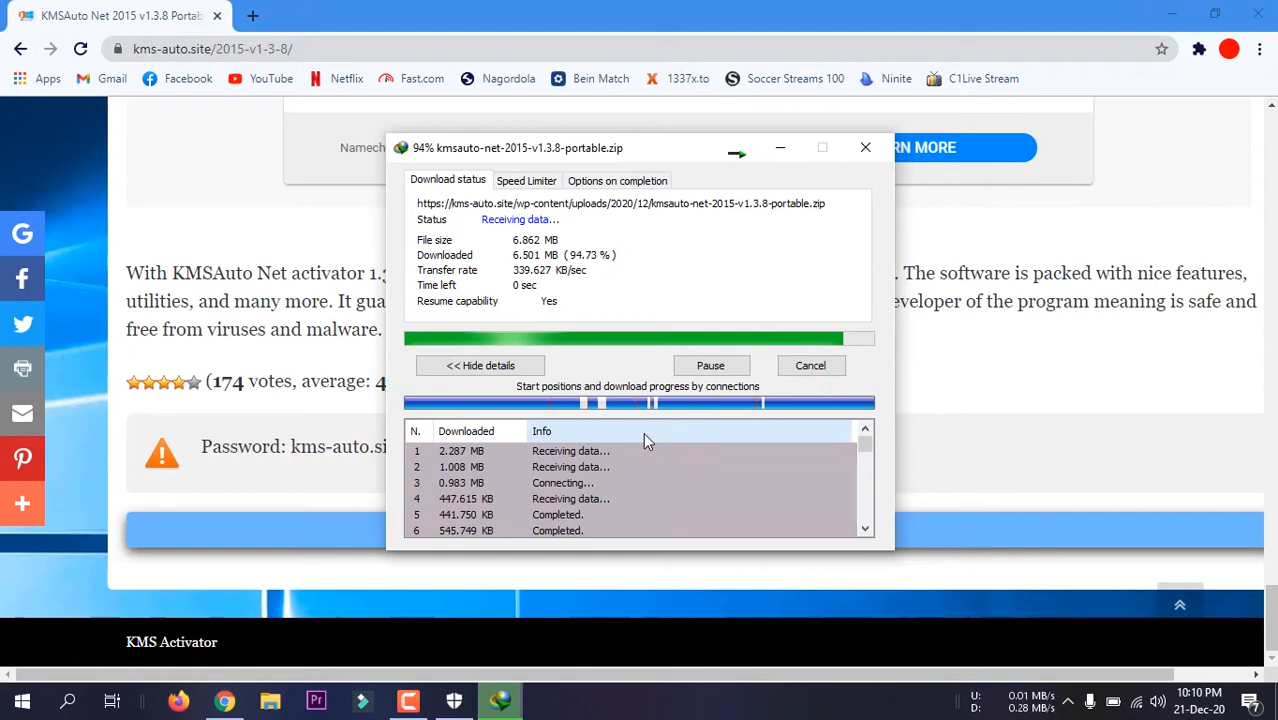 KMSAuto Net 2015 v1.3.8 Portab
kms-auto.site/2015-v1-3-8/
Apps Gmail Facebook YouTube Netflix Fast.com Nagordola Bein Match 1337x.to Soccer Streams 100 Ninite C1Live Stream
Namech
RN MORE
94% kmsauto-net-2015-v1.3.8-portable.zip
Download status Speed Limiter Options on completion
https://kms-auto.site/wp-content/uploads/2020/12/kmsauto-net-2015-v1.3.8-portable.zip
Status Receiving data...
File size 6.862 MB
Downloaded 6.501 MB ( 94.73 % )
Transfer rate 339.627 KB/sec
Time left 0 sec
Resume capability Yes
<< Hide details Pause Cancel
Start positions and download progress by connections
N. Downloaded Info
1 2.287 MB Receiving data...
2 1.008 MB Receiving data...
3 0.983 MB Connecting...
4 447.615 KB Receiving data...
5 441.750 KB Completed.
6 545.749 KB Completed.
With KMSAuto Net activator 1.3 . The software is packed with nice features,
utilities, and many more. It gua eveloper of the program meaning is safe and
free from viruses and malware.
(174 votes, average: 4
Password: kms-auto.si
KMS Activator
U: 0.01 MB/s
D: 0.28 MB/s
10:10 PM
21-Dec-20
7